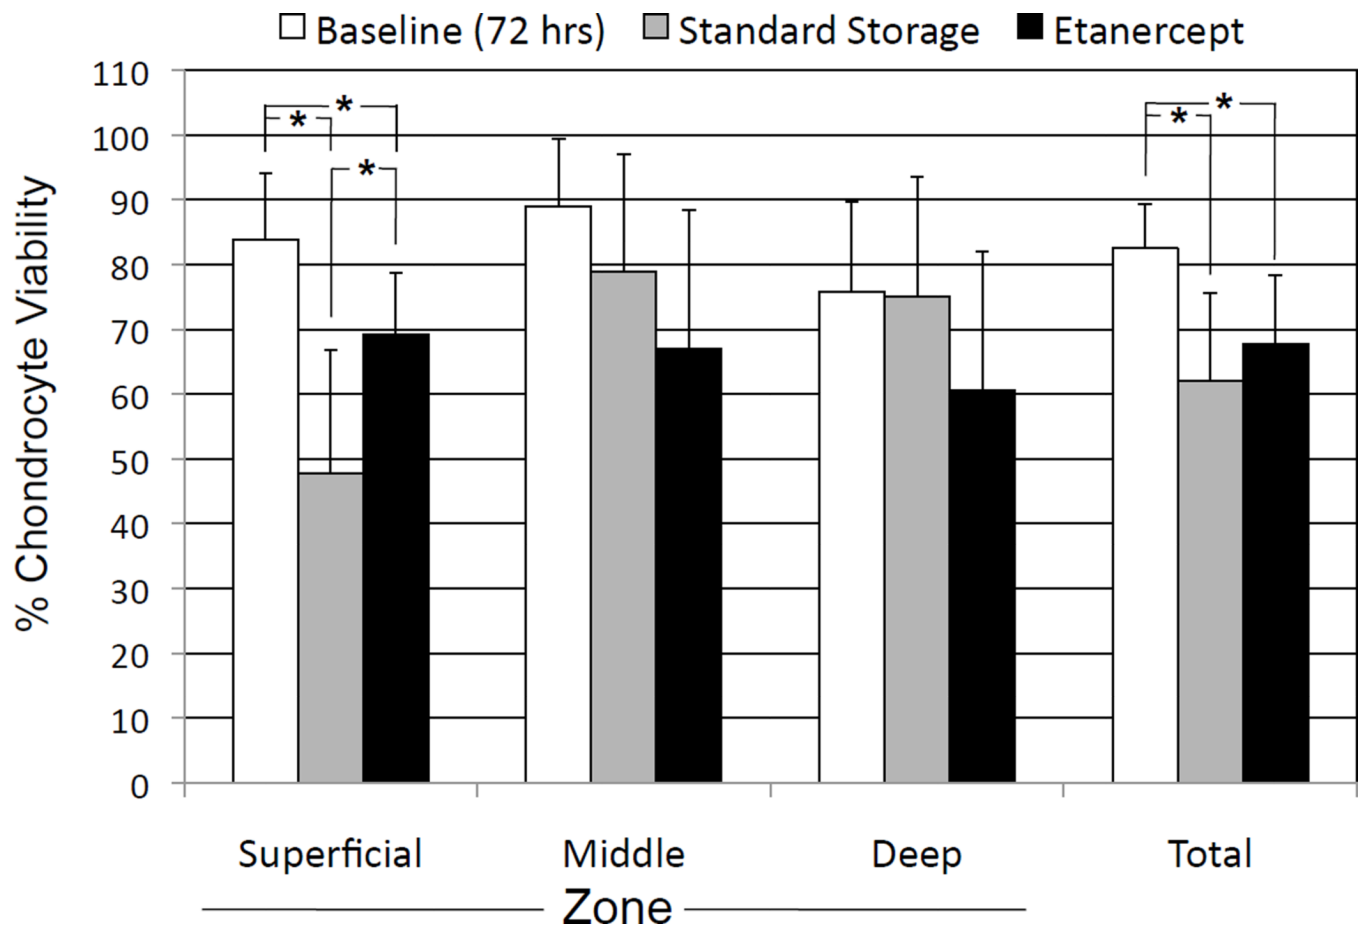 Baseline (72 hrs) Standard Storage Etanercept
110
100
90
80
70
60
50
40
30
20
10
0
% Chondrocyte Viability
* * *
* *
Superficial Middle Deep Total
Zone